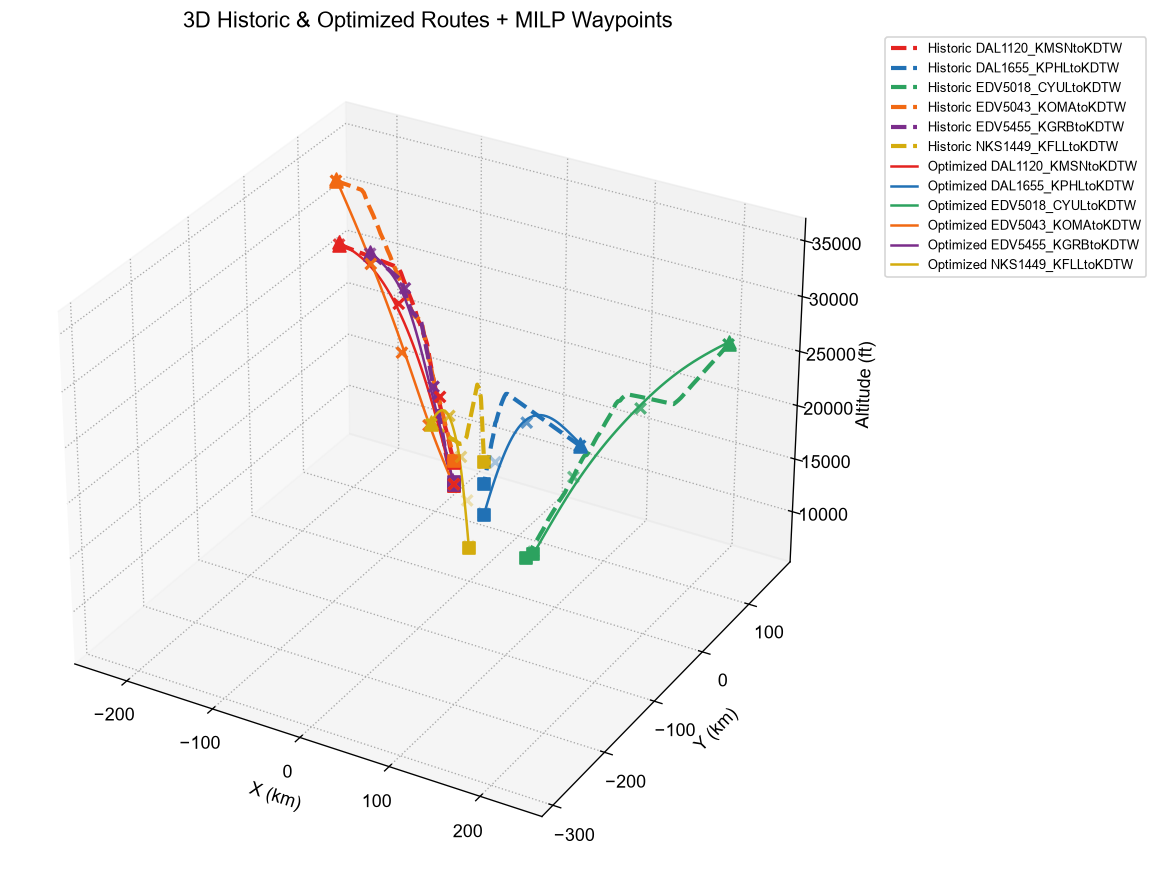 3D Historic & Optimized Routes + MILP Waypoints
Historic DAL1120_KMSNtoKDTW
Historic DAL1655_KPHLtoKDTW
Historic EDV5018_CYULtoKDTW
Historic EDV5043_KOMAtoKDTW
Historic EDV5455_KGRBtoKDTW
Historic NKS1449_KFLLtoKDTW
Optimized DAL1120_KMSNtoKDTW
Optimized DAL1655_KPHLtoKDTW
Optimized EDV5018_CYULtoKDTW
Optimized EDV5043_KOMAtoKDTW
Optimized EDV5455_KGRBtoKDTW
Optimized NKS1449_KFLLtoKDTW
35000
30000
25000
20000
15000
10000
Altitude (ft)
100
0
−100
−200
−300
Y (km)
−200
−100
0
100
200
X (km)